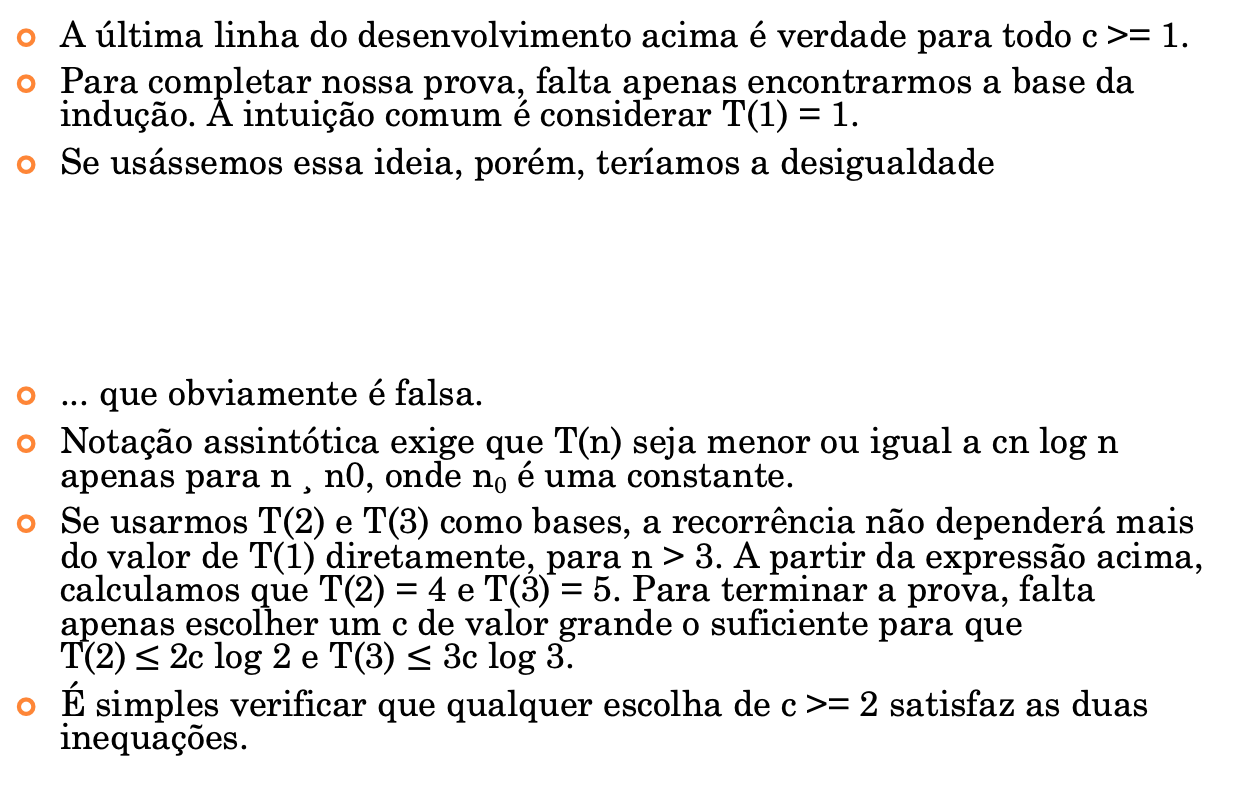 A última linha do desenvolvimento acima é verdade para todo c >= 1.
Para completar nossa prova, falta apenas encontrarmos a base da
indução. A intuição comum é considerar T(1) = 1.
Se usássemos essa ideia, porém, teríamos a desigualdade
... que obviamente é falsa.
Notação assintótica exige que T(n) seja menor ou igual a cn log n
apenas para n ¸ n0, onde n₀ é uma constante.
Se usarmos T(2) e T(3) como bases, a recorrência não dependerá mais
do valor de T(1) diretamente, para n > 3. A partir da expressão acima,
calculamos que T(2) = 4 e T(3) = 5. Para terminar a prova, falta
apenas escolher um c de valor grande o suficiente para que
T(2) ≤ 2c log 2 e T(3) ≤ 3c log 3.
É simples verificar que qualquer escolha de c >= 2 satisfaz as duas
inequações.